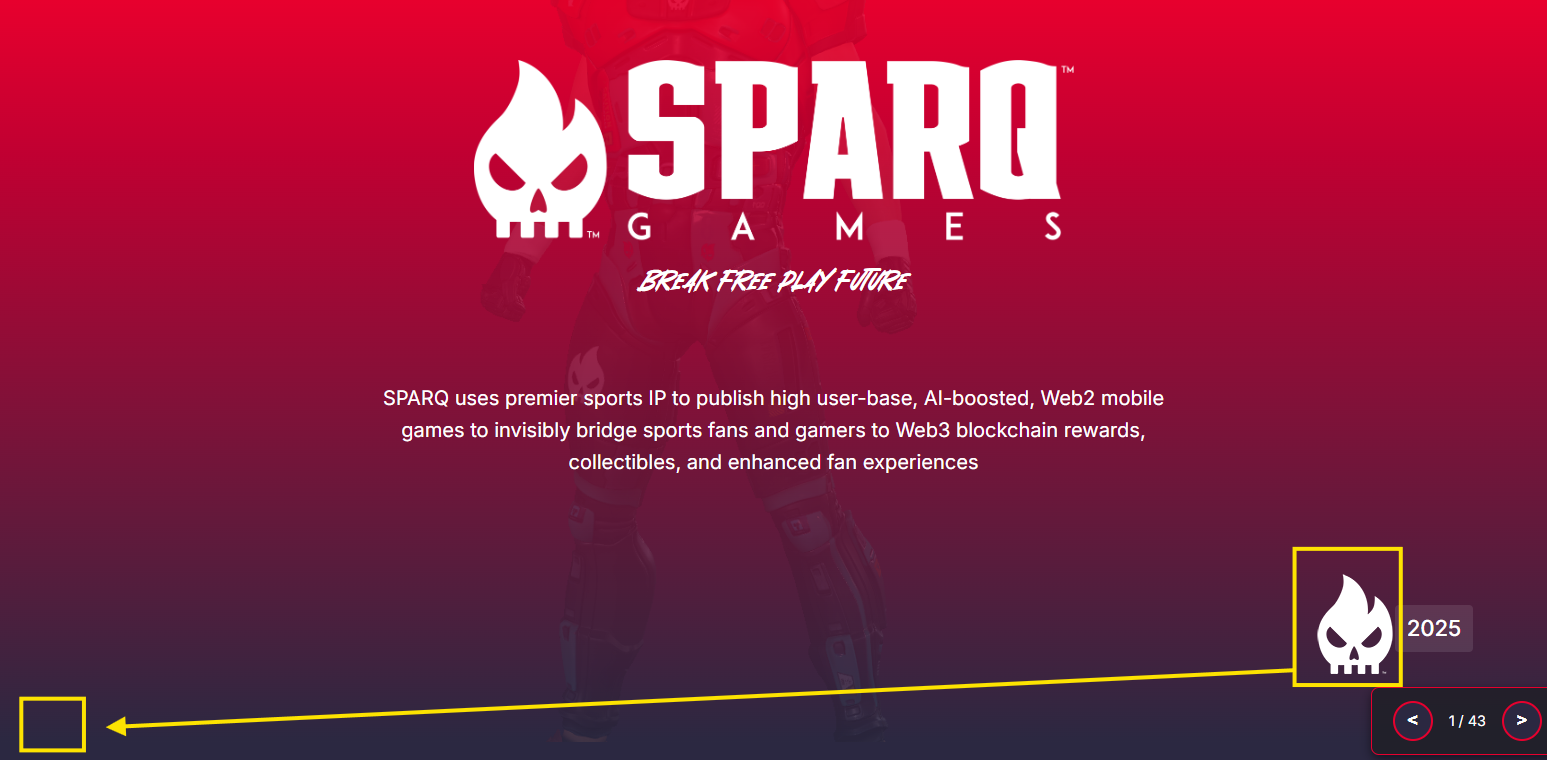 SPARQ™
GAMES
™
BREAK FREE PLAY FUTURE
SPARQ uses premier sports IP to publish high user-base, AI-boosted, Web2 mobile
games to invisibly bridge sports fans and gamers to Web3 blockchain rewards,
collectibles, and enhanced fan experiences
2025
< 1 / 43 >